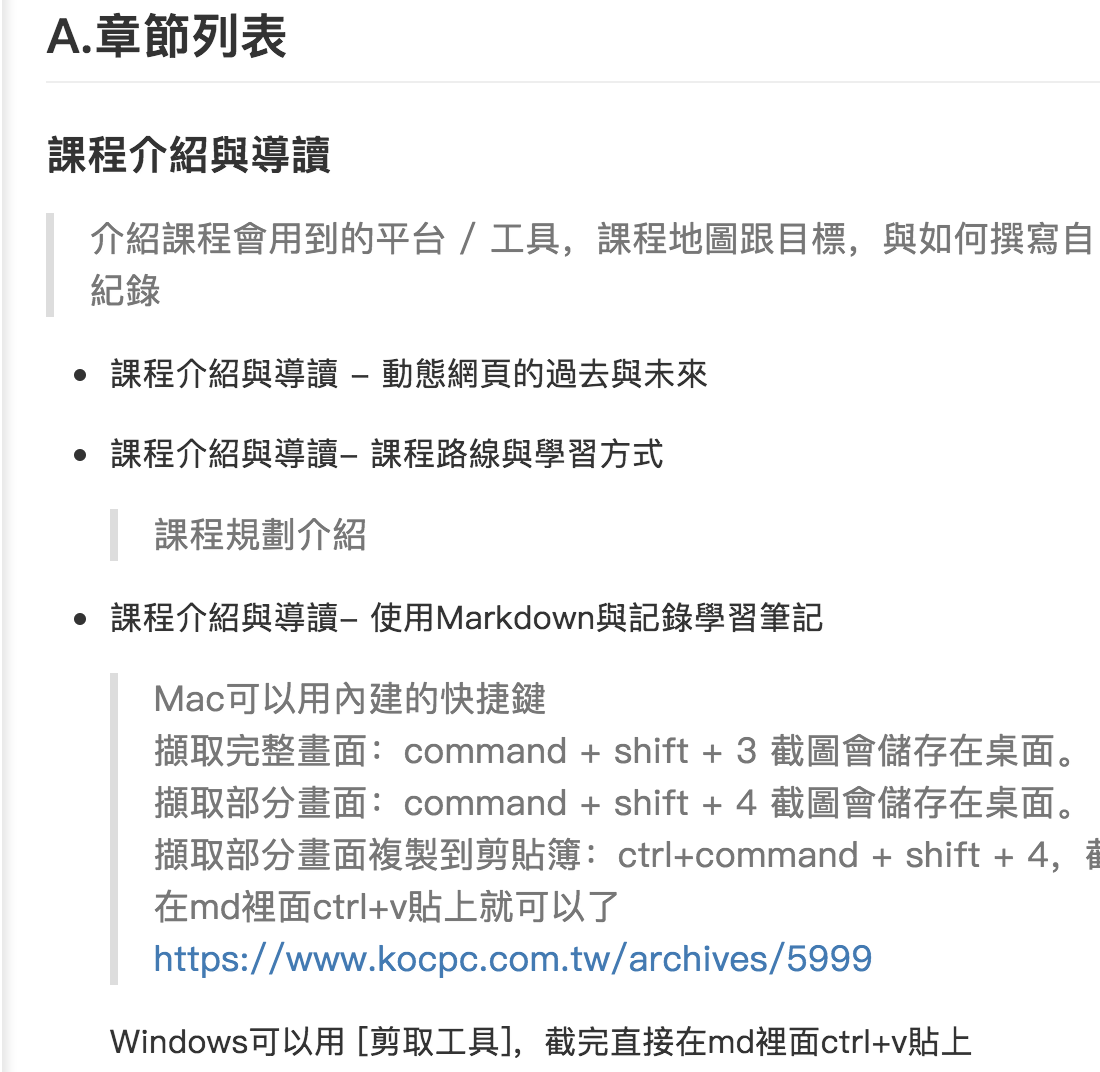 A.章節列表
課程介紹與導讀
介紹課程會用到的平台 / 工具，課程地圖跟目標，與如何撰寫自
紀錄
課程介紹與導讀 – 動態網頁的過去與未來
課程介紹與導讀– 課程路線與學習方式
課程規劃介紹
課程介紹與導讀– 使用Markdown與記錄學習筆記
Mac可以用內建的快捷鍵
擷取完整畫面：command + shift + 3 截圖會儲存在桌面。
擷取部分畫面：command + shift + 4 截圖會儲存在桌面。
擷取部分畫面複製到剪貼簿：ctrl+command + shift + 4，
在md裡面ctrl+v貼上就可以了
https://www.kocpc.com.tw/archives/5999
Windows可以用 [剪取工具]，截完直接在md裡面ctrl+v貼上